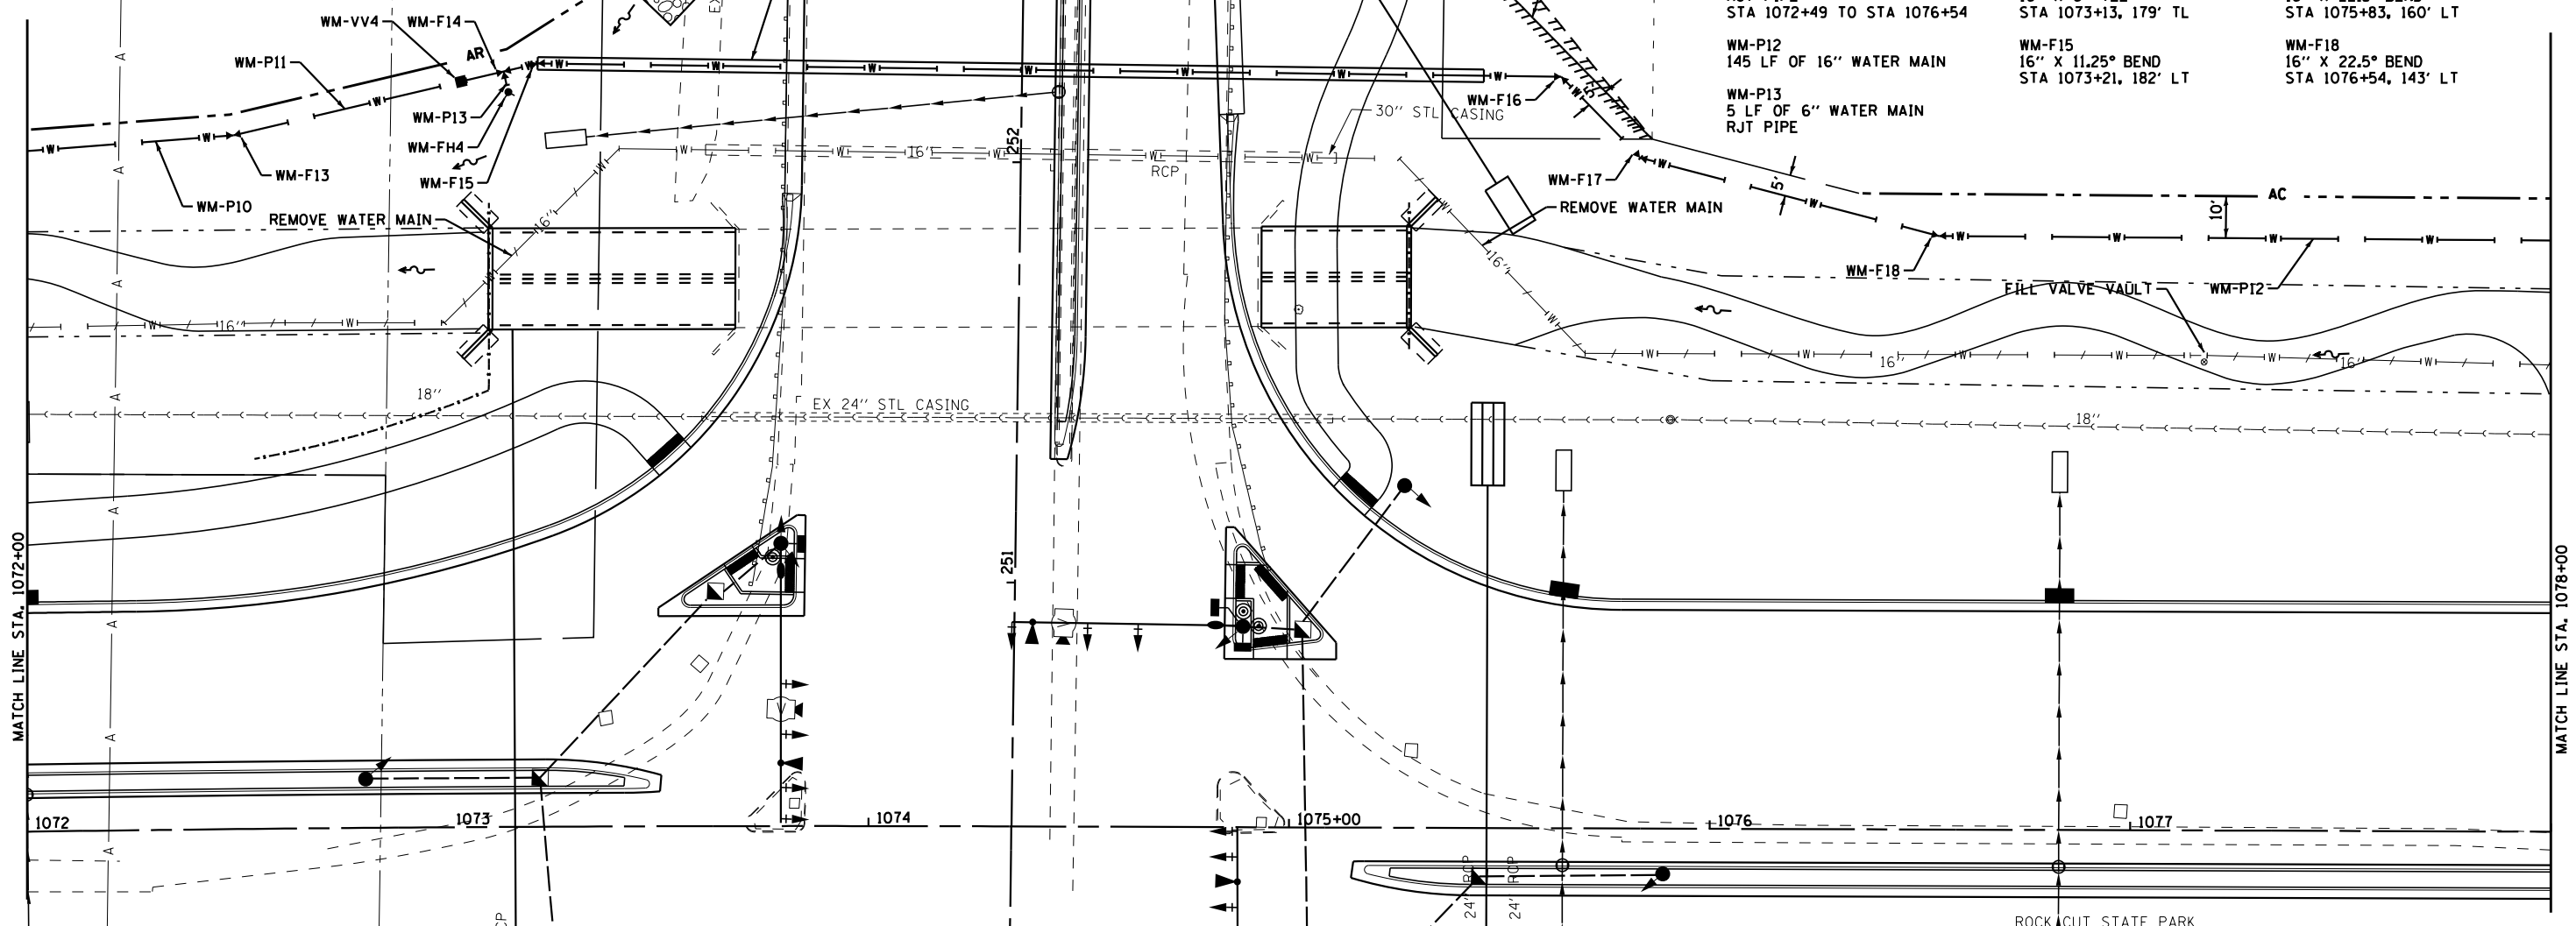 WM-VV4
WM-F14
AR
WM-P11
WM-P13
WM-FH4
WM-F13
WM-F15
WM-P10
REMOVE WATER MAIN
16''
16''
W
252
16''
RCP
30'' STL CASING
STA 1072+49 TO STA 1076+54
WM-P12
145 LF OF 16'' WATER MAIN
WM-P13
5 LF OF 6'' WATER MAIN
RJT PIPE
STA 1073+13, 179' TL
WM-F15
16'' X 11.25° BEND
STA 1073+21, 182' LT
STA 1075+83, 160' LT
WM-F18
16'' X 22.5° BEND
STA 1076+54, 143' LT
WM-F16
5'
WM-F17
5'
REMOVE WATER MAIN
16''
AC
10'
WM-F18
FILL VALVE VAULT
WM-P12
16''
16''
18''
EX 24'' STL CASING
18''
251
MATCH LINE STA. 1072+00
MATCH LINE STA. 1078+00
1072
1073
1074
1075+00
1076
1077
24'' RCP
24'' RCP
ROCK CUT STATE PARK